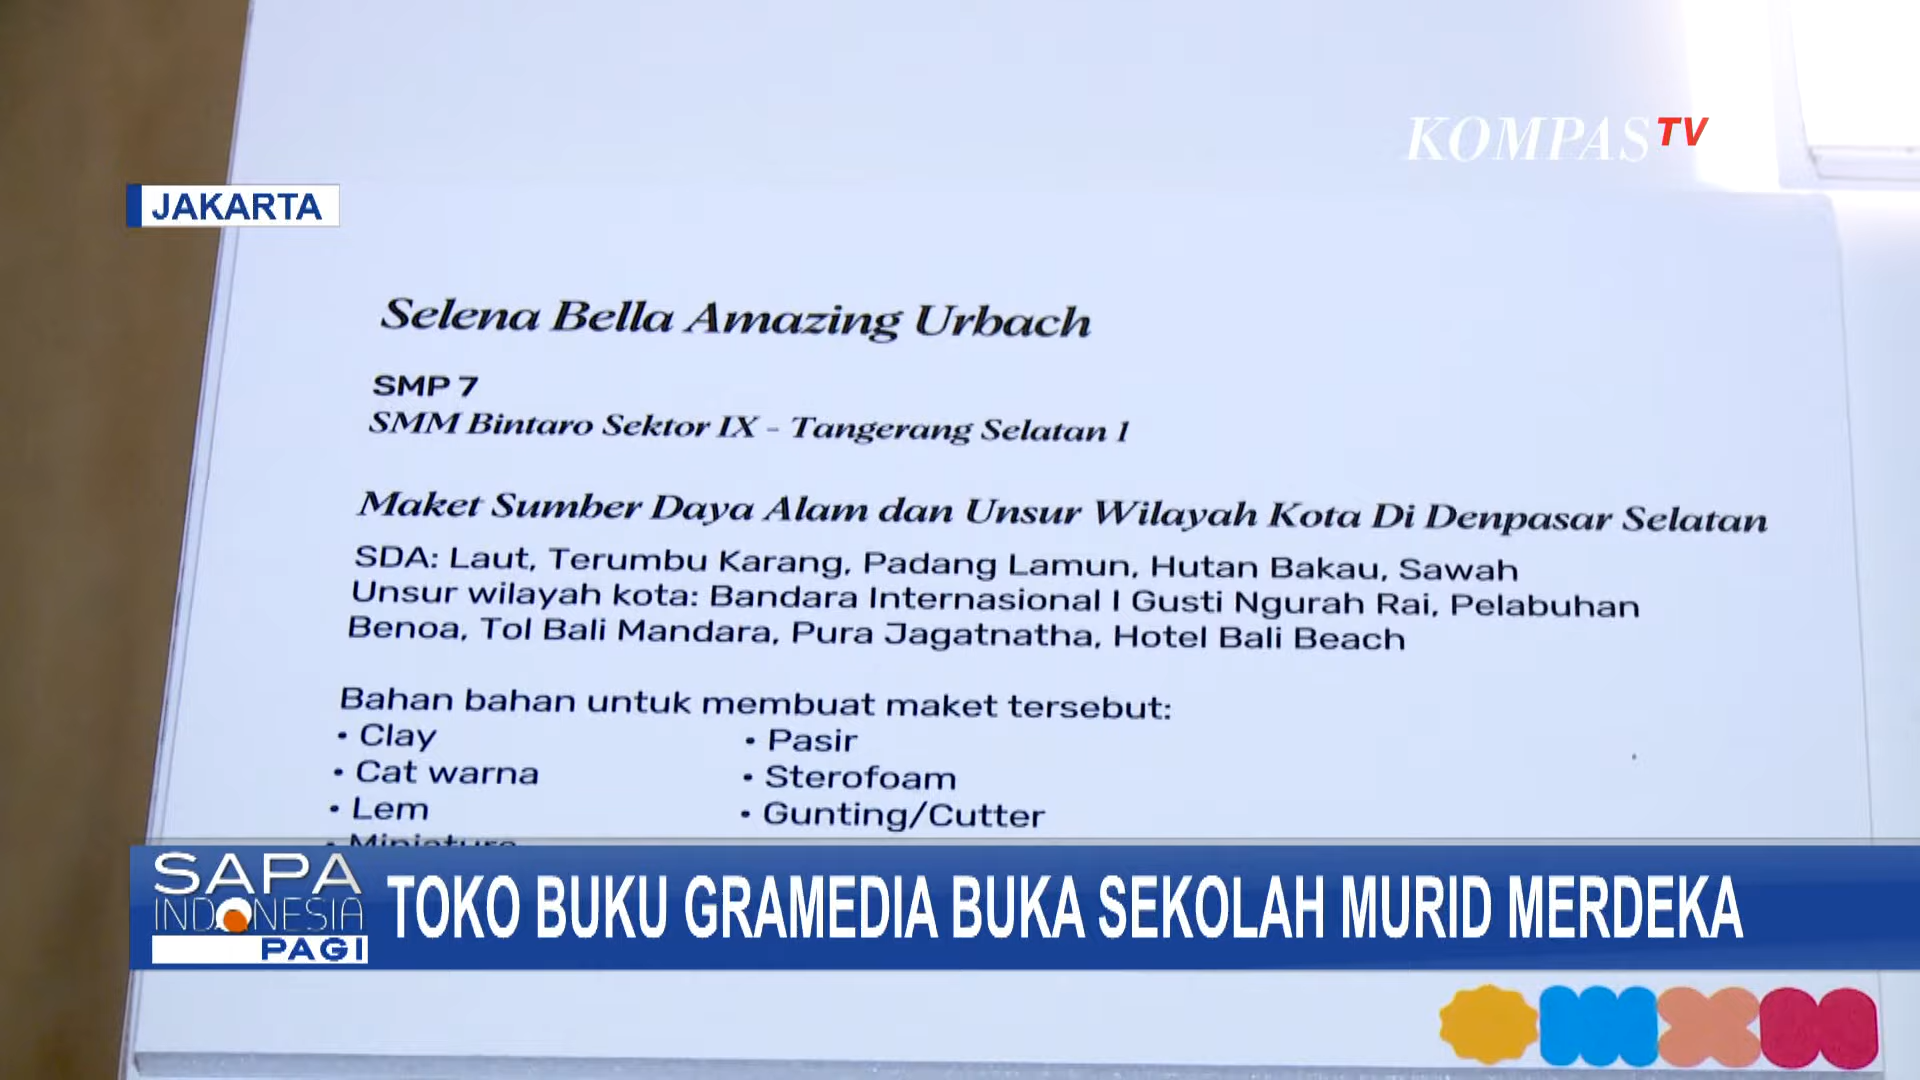 KOMPAS TV
JAKARTA
Selena Bella Amazing Urbach
SMP 7
SMM Bintaro Sektor IX - Tangerang Selatan 1
Maket Sumber Daya Alam dan Unsur Wilayah Kota Di Denpasar Selatan
SDA: Laut, Terumbu Karang, Padang Lamun, Hutan Bakau, Sawah
Unsur wilayah kota: Bandara Internasional I Gusti Ngurah Rai, Pelabuhan
Benoa, Tol Bali Mandara, Pura Jagatnatha, Hotel Bali Beach
Bahan bahan untuk membuat maket tersebut:
• Clay
• Cat warna
• Lem
• Miniature
• Pasir
• Sterofoam
• Gunting/Cutter
SAPA
INDONESIA
PAGI
TOKO BUKU GRAMEDIA BUKA SEKOLAH MURID MERDEKA